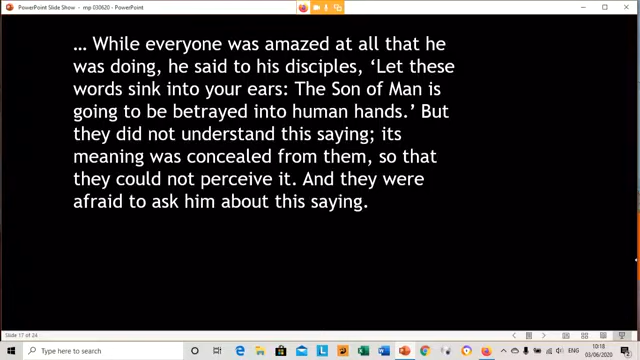 PowerPoint Slide Show - mp 030620 - PowerPoint
… While everyone was amazed at all that he
was doing, he said to his disciples, ‘Let these
words sink into your ears: The Son of Man is
going to be betrayed into human hands.’ But
they did not understand this saying; its
meaning was concealed from them, so that
they could not perceive it. And they were
afraid to ask him about this saying.
Slide 17 of 24
Type here to search
ENG
10:18
03/06/2020